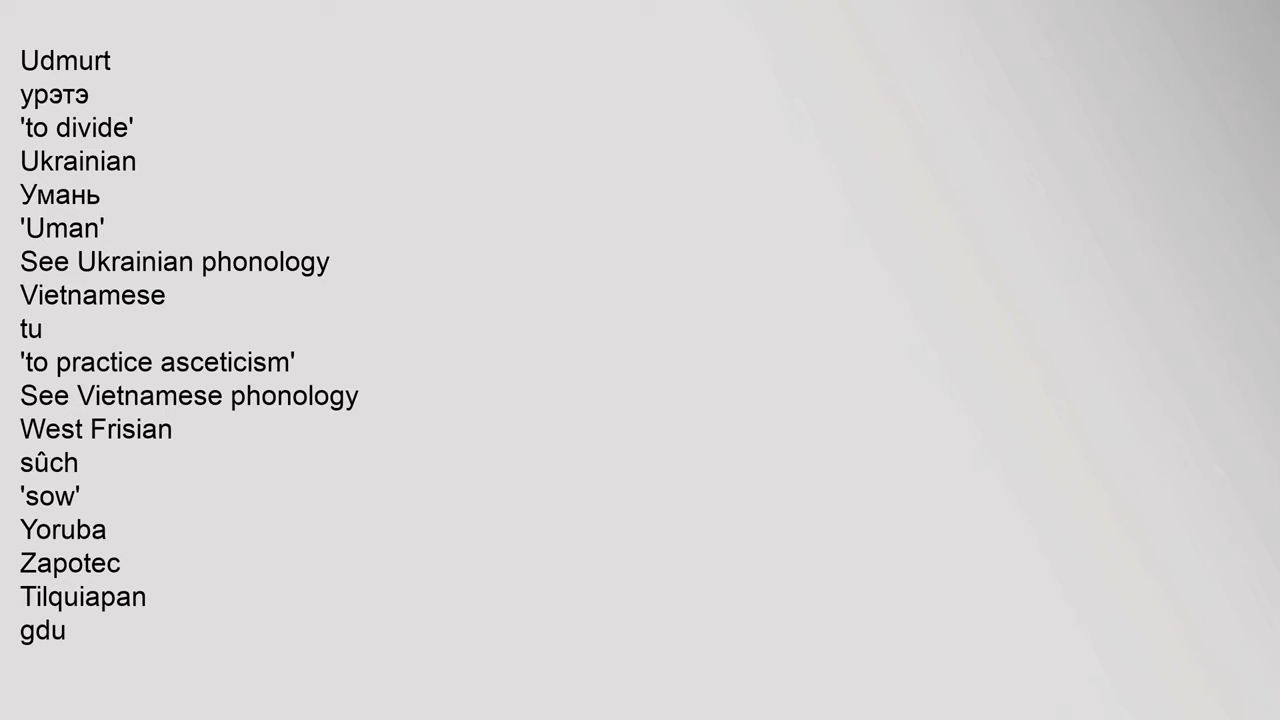 Udmurt
урэтэ
'to divide'
Ukrainian
Умань
'Uman'
See Ukrainian phonology
Vietnamese
tu
'to practice asceticism'
See Vietnamese phonology
West Frisian
sûch
'sow'
Yoruba
Zapotec
Tilquiapan
gdu